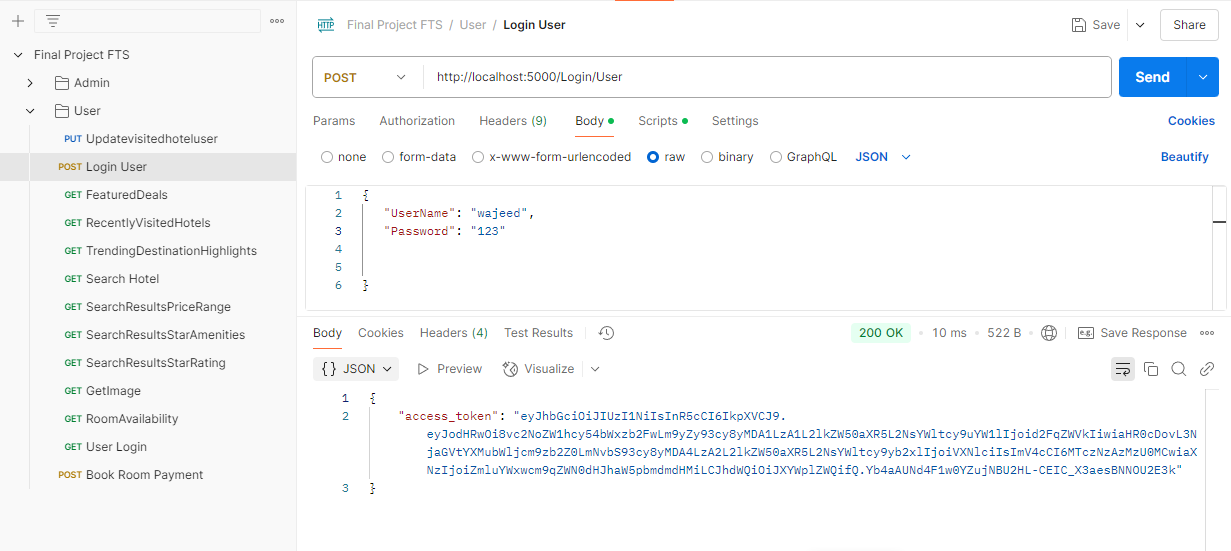 HTTP Final Project FTS / User / Login User Save Share
Final Project FTS
Admin
User
PUT Updatevisitedhoteluser
POST Login User
GET FeaturedDeals
GET RecentlyVisitedHotels
GET TrendingDestinationHighlights
GET Search Hotel
GET SearchResultsPriceRange
GET SearchResultsStarAmenities
GET SearchResultsStarRating
GET GetImage
GET RoomAvailability
GET User Login
POST Book Room Payment
POST http://localhost:5000/Login/User Send
Params Authorization Headers (9) Body Scripts Settings Cookies
none form-data x-www-form-urlencoded raw binary GraphQL JSON Beautify
1 {
2 "UserName": "wajeed",
3 "Password": "123"
4
5
6 }
Body Cookies Headers (4) Test Results 200 OK 10 ms 522 B e.g. Save Response
{} JSON Preview Visualize
1 {
2 "access_token": "eyJhbGciOiJIUzI1NiIsInR5cCI6IkpXVCJ9.
eyJodHRwOi8vc2NoZW1hcy54bWxzb2FwLm9yZy93cy8yMDA1LzA1L2lkZW50aXR5L2NsYWltcy9uYW1lIjoid2FqZWVkIiwiaHR0cDovL3N
jaGVtYXMubWljcm9zb2Z0LmNvbS93cy8yMDA4LzA2L2lkZW50aXR5L2NsYWltcy9yb2xlIjoiVXNlciIsImV4cCI6MTczNzAzMzU0MCwiaX
NzIjoiZmluYWxwcm9qZWN0dHJhaW5pbmdmdHMiLCJhdWQiOiJXYWplZWQifQ.Yb4aAUNd4F1w0YZujNBU2HL-CEIC_X3aesBNNOU2E3k"
3 }